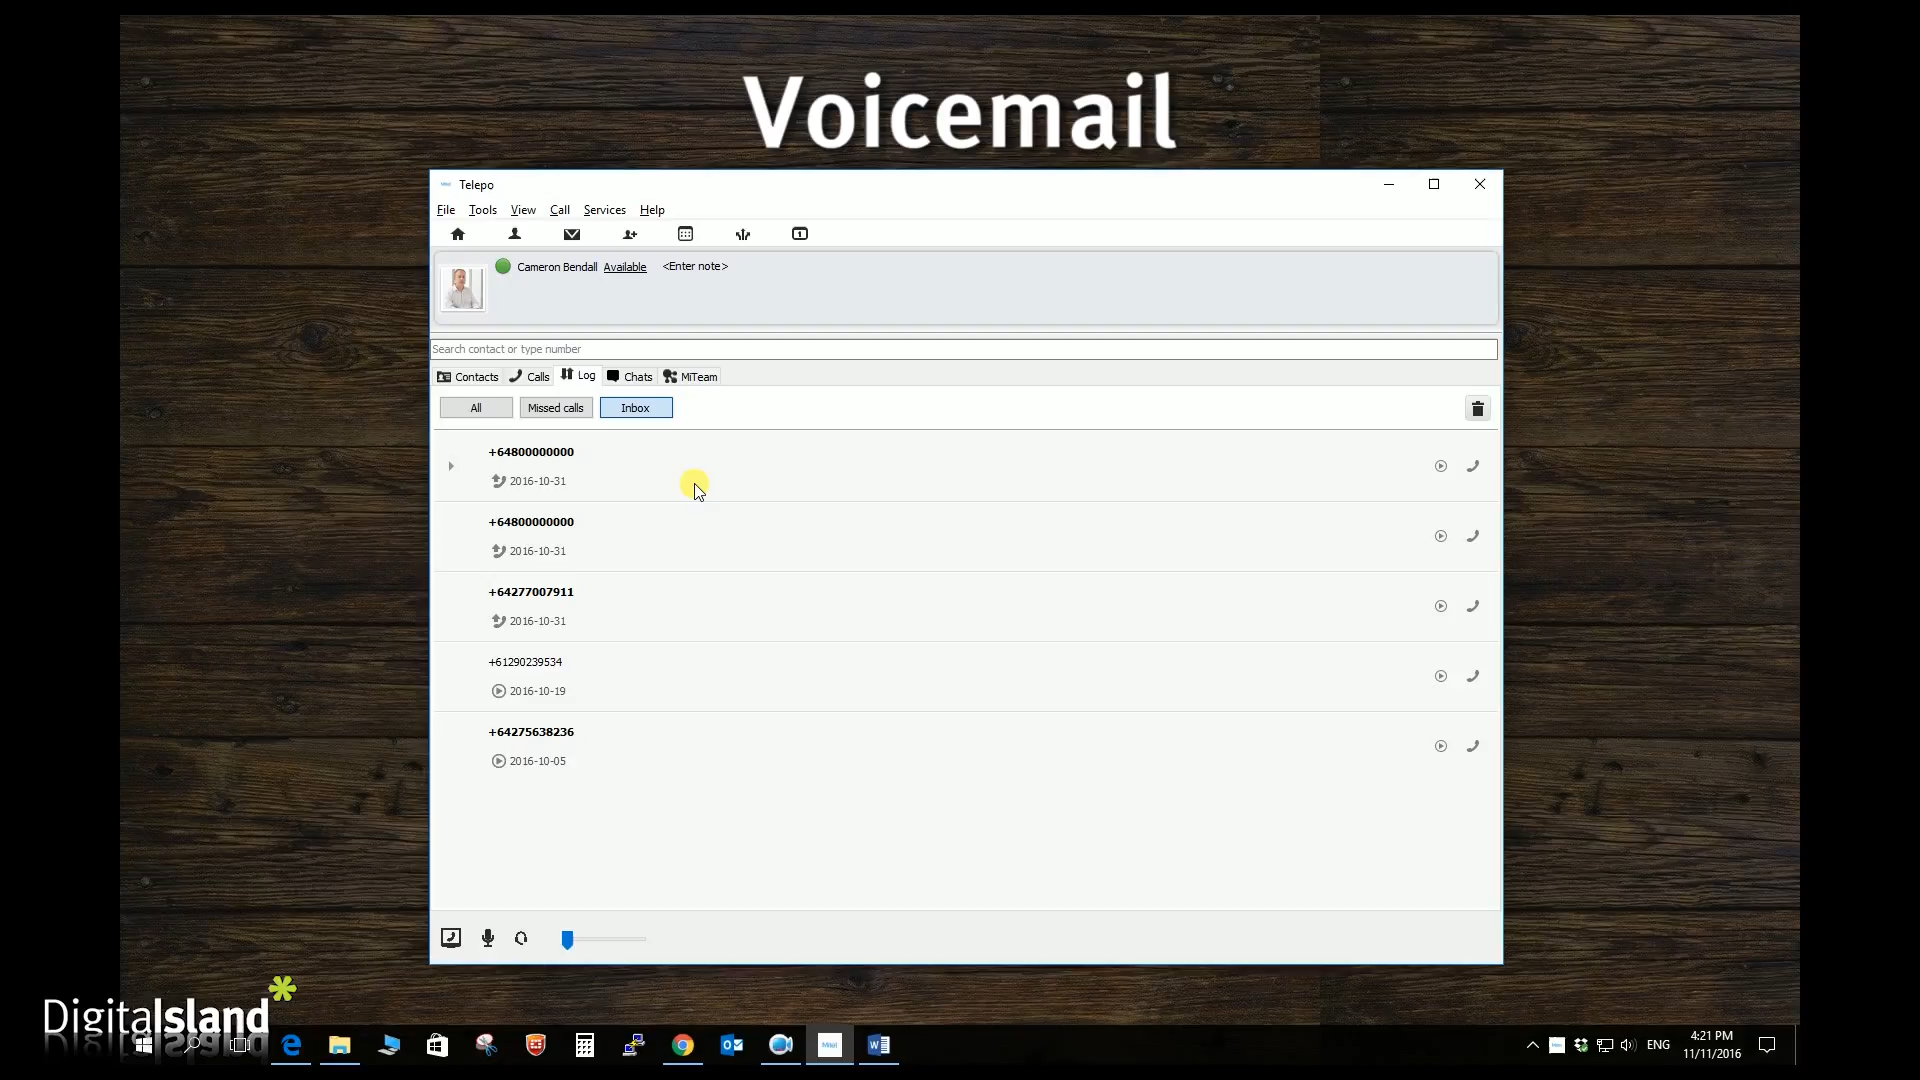 Voicemail
Telepo
File Tools View Call Services Help
Cameron Bendall Available <Enter note>
Search contact or type number
Contacts Calls Log Chats MiTeam
All Missed calls Inbox
+64800000000
2016-10-31
+64800000000
2016-10-31
+64277007911
2016-10-31
+61290239534
2016-10-19
+64275638236
2016-10-05
DigitalIsland
Mitel
ENG
4:21 PM
11/11/2016